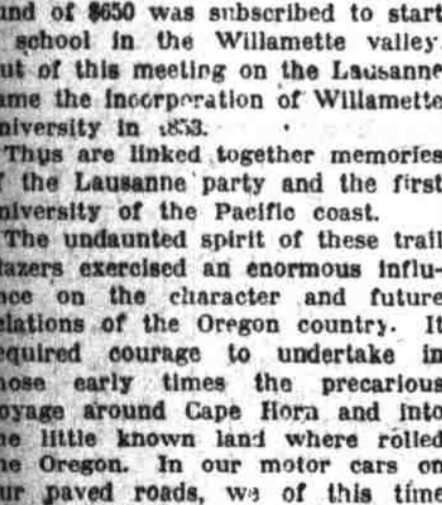 und of $650 was subscribed to start
school in the Willamette valley.
ut of this meeting on the Lausanne
ame the incorporation of Willamette
niversity in 1853.
Thus are linked together memories
f the Lausanne party and the first
niversity of the Pacific coast.
The undaunted spirit of these trail
lazers exercised an enormous influ-
nce on the character and future
elations of the Oregon country. It
equired courage to undertake in
hose early times the precarious
oyage around Cape Horn and into
he little known land where rolled
he Oregon. In our motor cars on
ur paved roads, we of this time